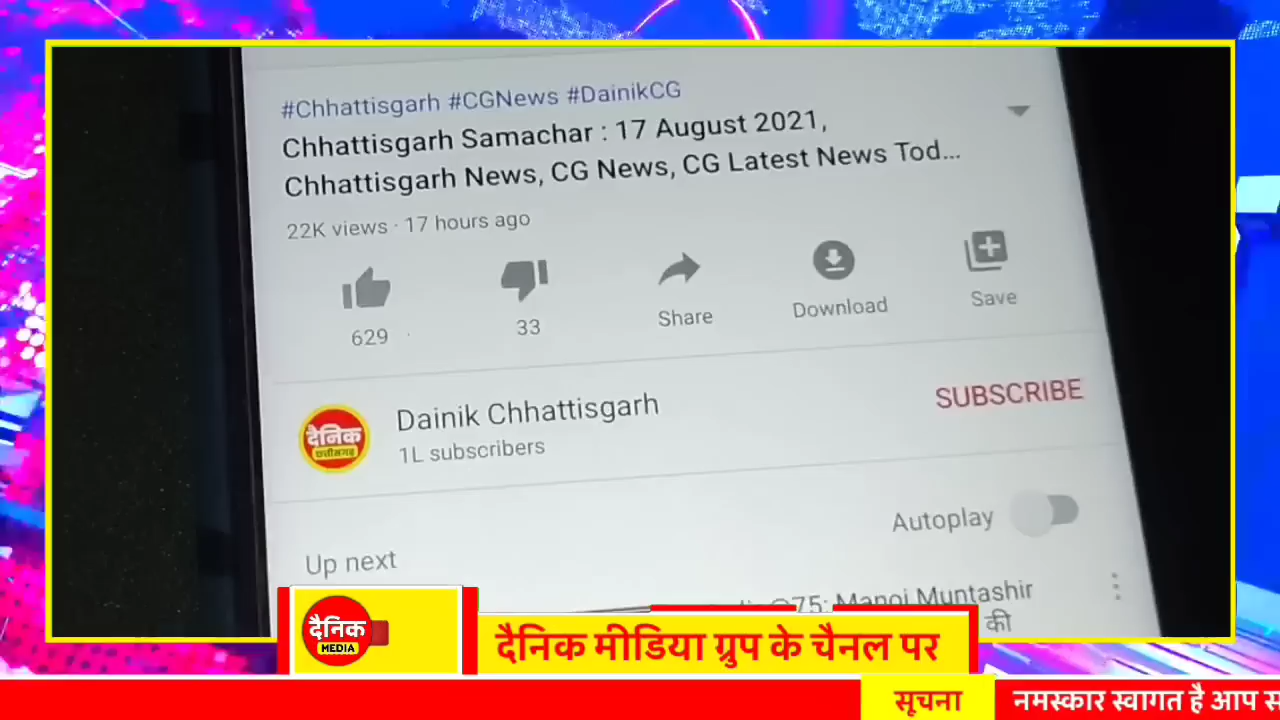 #Chhattisgarh #CGNews #DainikCG
Chhattisgarh Samachar : 17 August 2021,
Chhattisgarh News, CG News, CG Latest News Tod...
22K views · 17 hours ago
629
33
Share
Download
Save
दैनिक
छत्तीसगढ़
Dainik Chhattisgarh
1L subscribers
SUBSCRIBE
Autoplay
Up next
@75: Manoj Muntashir
की
दैनिक
MEDIA
दैनिक मीडिया ग्रुप के चैनल पर
सूचना
नमस्कार स्वागत है आप स